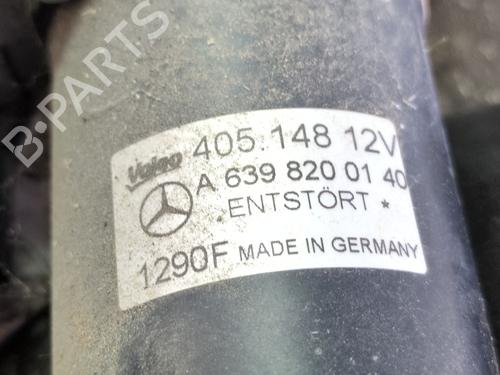 B-PARTS
Valeo 405.148 12V
A 639 820 01 40
ENTSTÖRT *
1290F MADE IN GERMANY